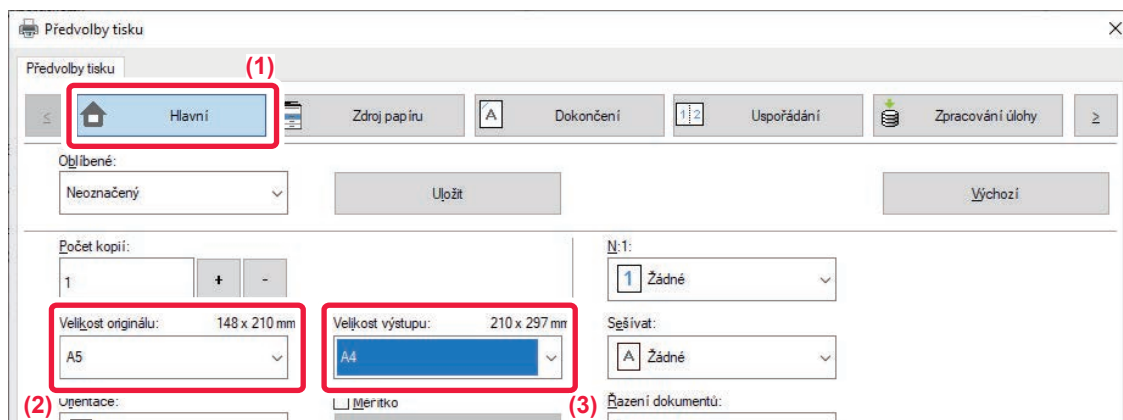 Předvolby tisku
Předvolby tisku
(1)
Hlavní
Zdroj papíru
A
Dokončení
1 2
Uspořádání
Zpracování úlohy
Oblíbené:
Neoznačený
Uložit
Výchozí
Počet kopií:
N:1:
1
+
-
1
Žádné
Velikost originálu:
148 x 210 mm
Velikost výstupu:
210 x 297 mm
Sešívat:
A5
A4
A
Žádné
(2)
Orientace:
Měřítko
(3)
Řazení dokumentů: